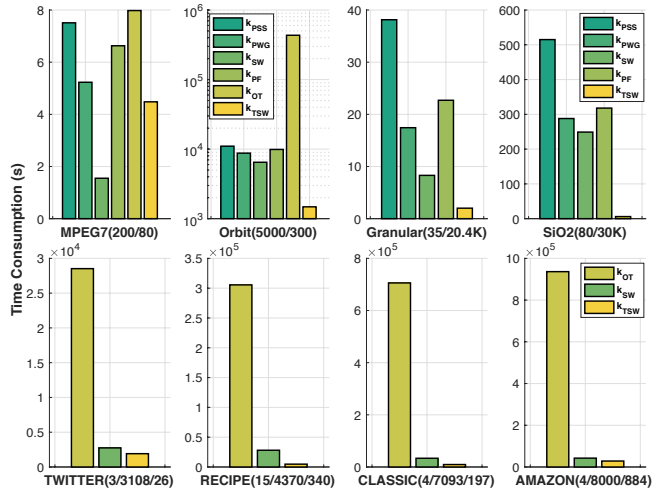 Time Consumption (s)
8
6
4
2
0
MPEG7(200/80)
10^6
10^5
10^4
10^3
k_PSS
k_PWG
k_SW
k_PF
k_OT
k_TSW
Orbit(5000/300)
40
30
20
10
0
Granular(35/20.4K)
600
500
400
300
200
100
0
k_PSS
k_PWG
k_SW
k_PF
k_TSW
SiO2(80/30K)
×10^4
3
2.5
2
1.5
1
0.5
0
TWITTER(3/3108/26)
×10^5
3.5
3
2.5
2
1.5
1
0.5
0
RECIPE(15/4370/340)
×10^5
8
6
4
2
0
CLASSIC(4/7093/197)
×10^5
10
8
6
4
2
0
k_OT
k_SW
k_TSW
AMAZON(4/8000/884)